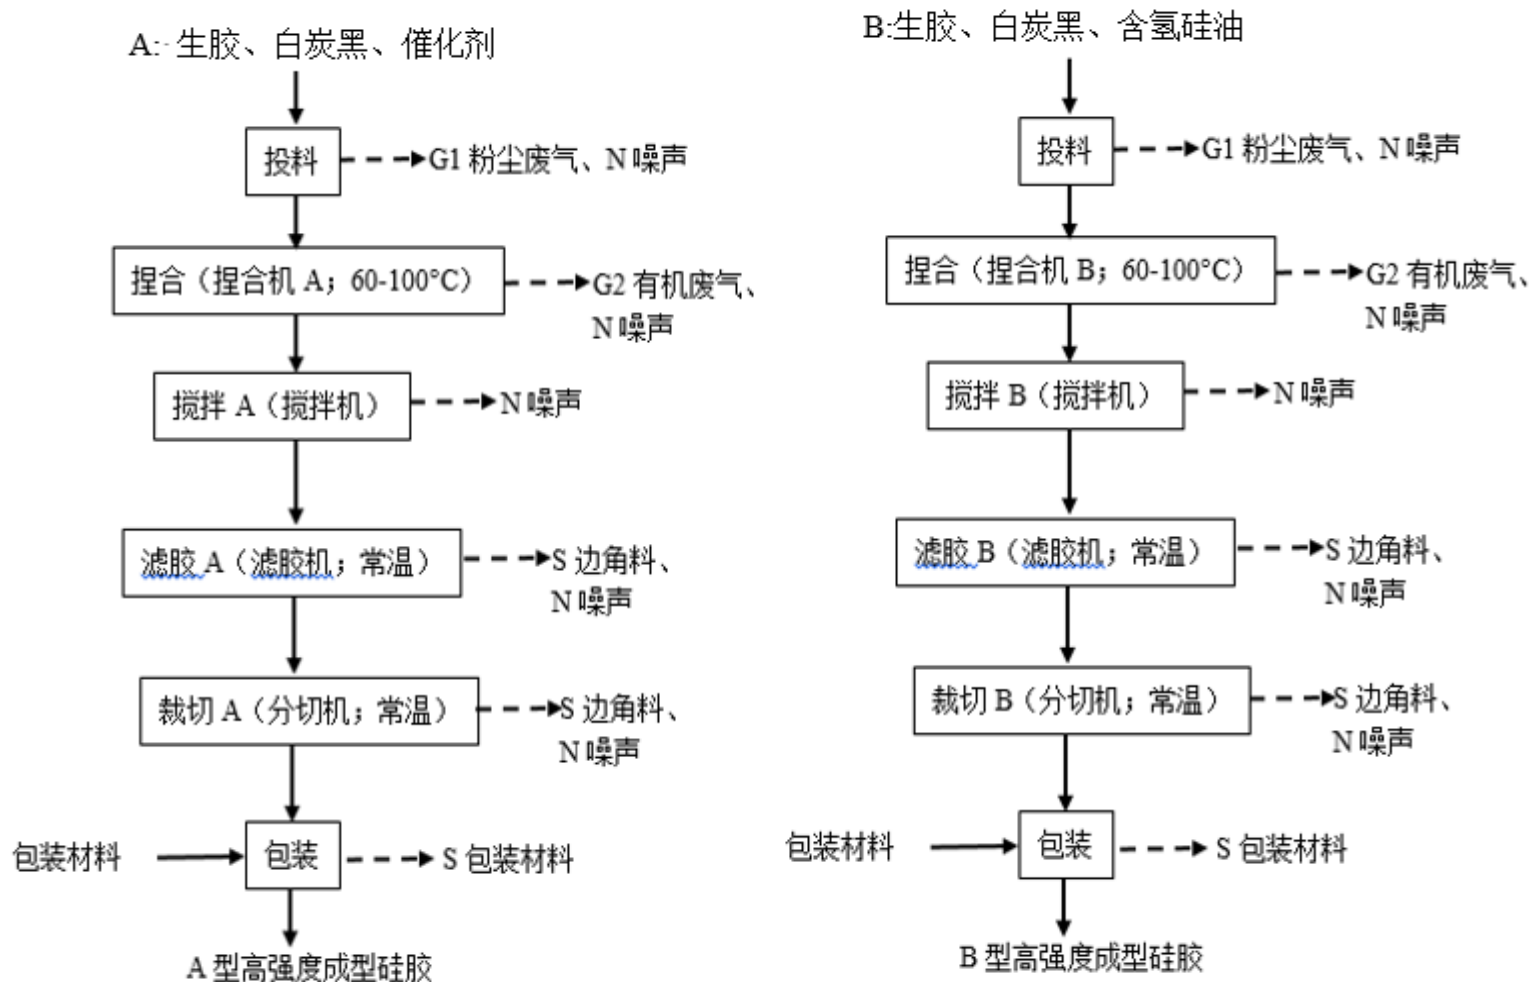 A:- 生胶、白炭黑、催化剂
投料
G1 粉尘废气、N 噪声
捏合（捏合机 A；60-100°C）
G2 有机废气、
N 噪声
搅拌 A（搅拌机）
N 噪声
滤胶 A（滤胶机；常温）
S 边角料、
N 噪声
裁切 A（分切机；常温）
S 边角料、
N 噪声
包装材料
包装
S 包装材料
A 型高强度成型硅胶
B:生胶、白炭黑、含氢硅油
投料
G1 粉尘废气、N 噪声
捏合（捏合机 B；60-100°C）
G2 有机废气、
N 噪声
搅拌 B（搅拌机）
N 噪声
滤胶 B（滤胶机；常温）
S 边角料、
N 噪声
裁切 B（分切机；常温）
S 边角料、
N 噪声
包装材料
包装
S 包装材料
B 型高强度成型硅胶